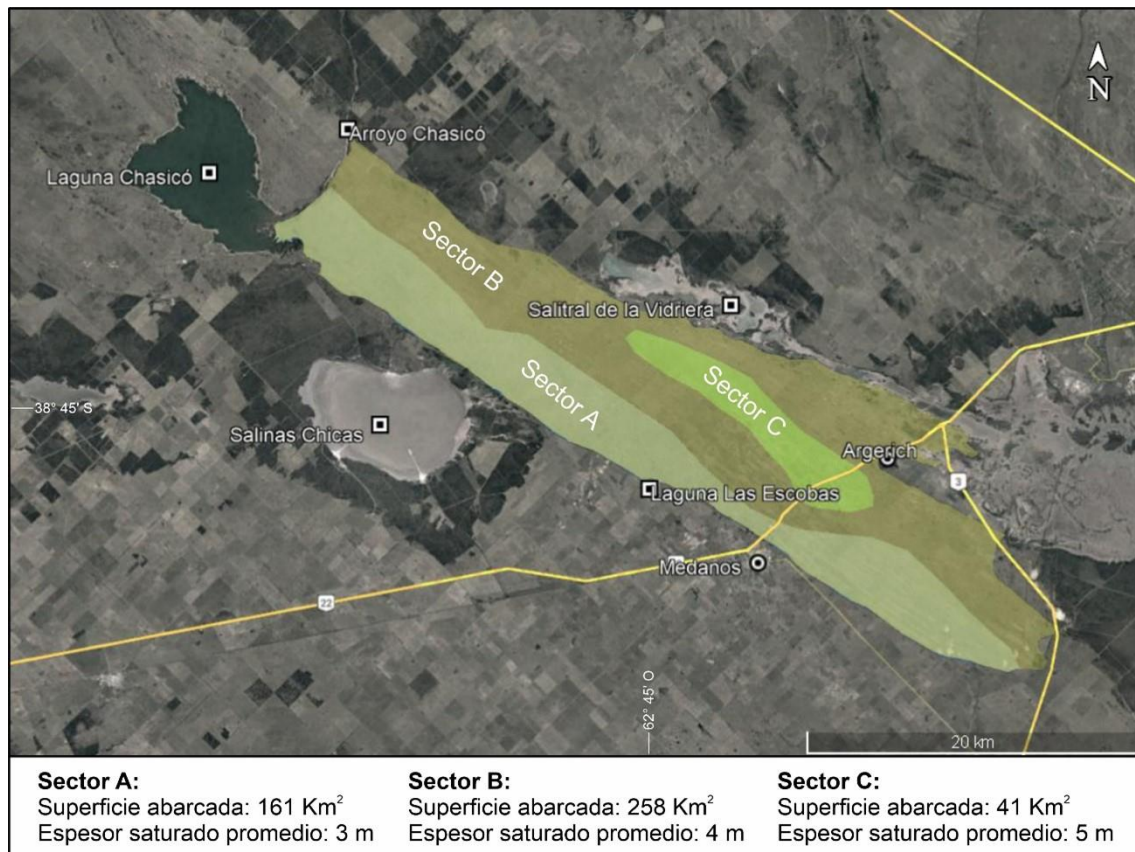 N
Arroyo Chasicó
Laguna Chasicó
Sector B
Salitral de la Vidriera
Sector A
Sector C
38° 45' S
Salinas Chicas
Argerich
3
Laguna Las Escobas
Médanos
22
62° 45' O
20 km
Sector A:
Superficie abarcada: 161 Km²
Espesor saturado promedio: 3 m
Sector B:
Superficie abarcada: 258 Km²
Espesor saturado promedio: 4 m
Sector C:
Superficie abarcada: 41 Km²
Espesor saturado promedio: 5 m